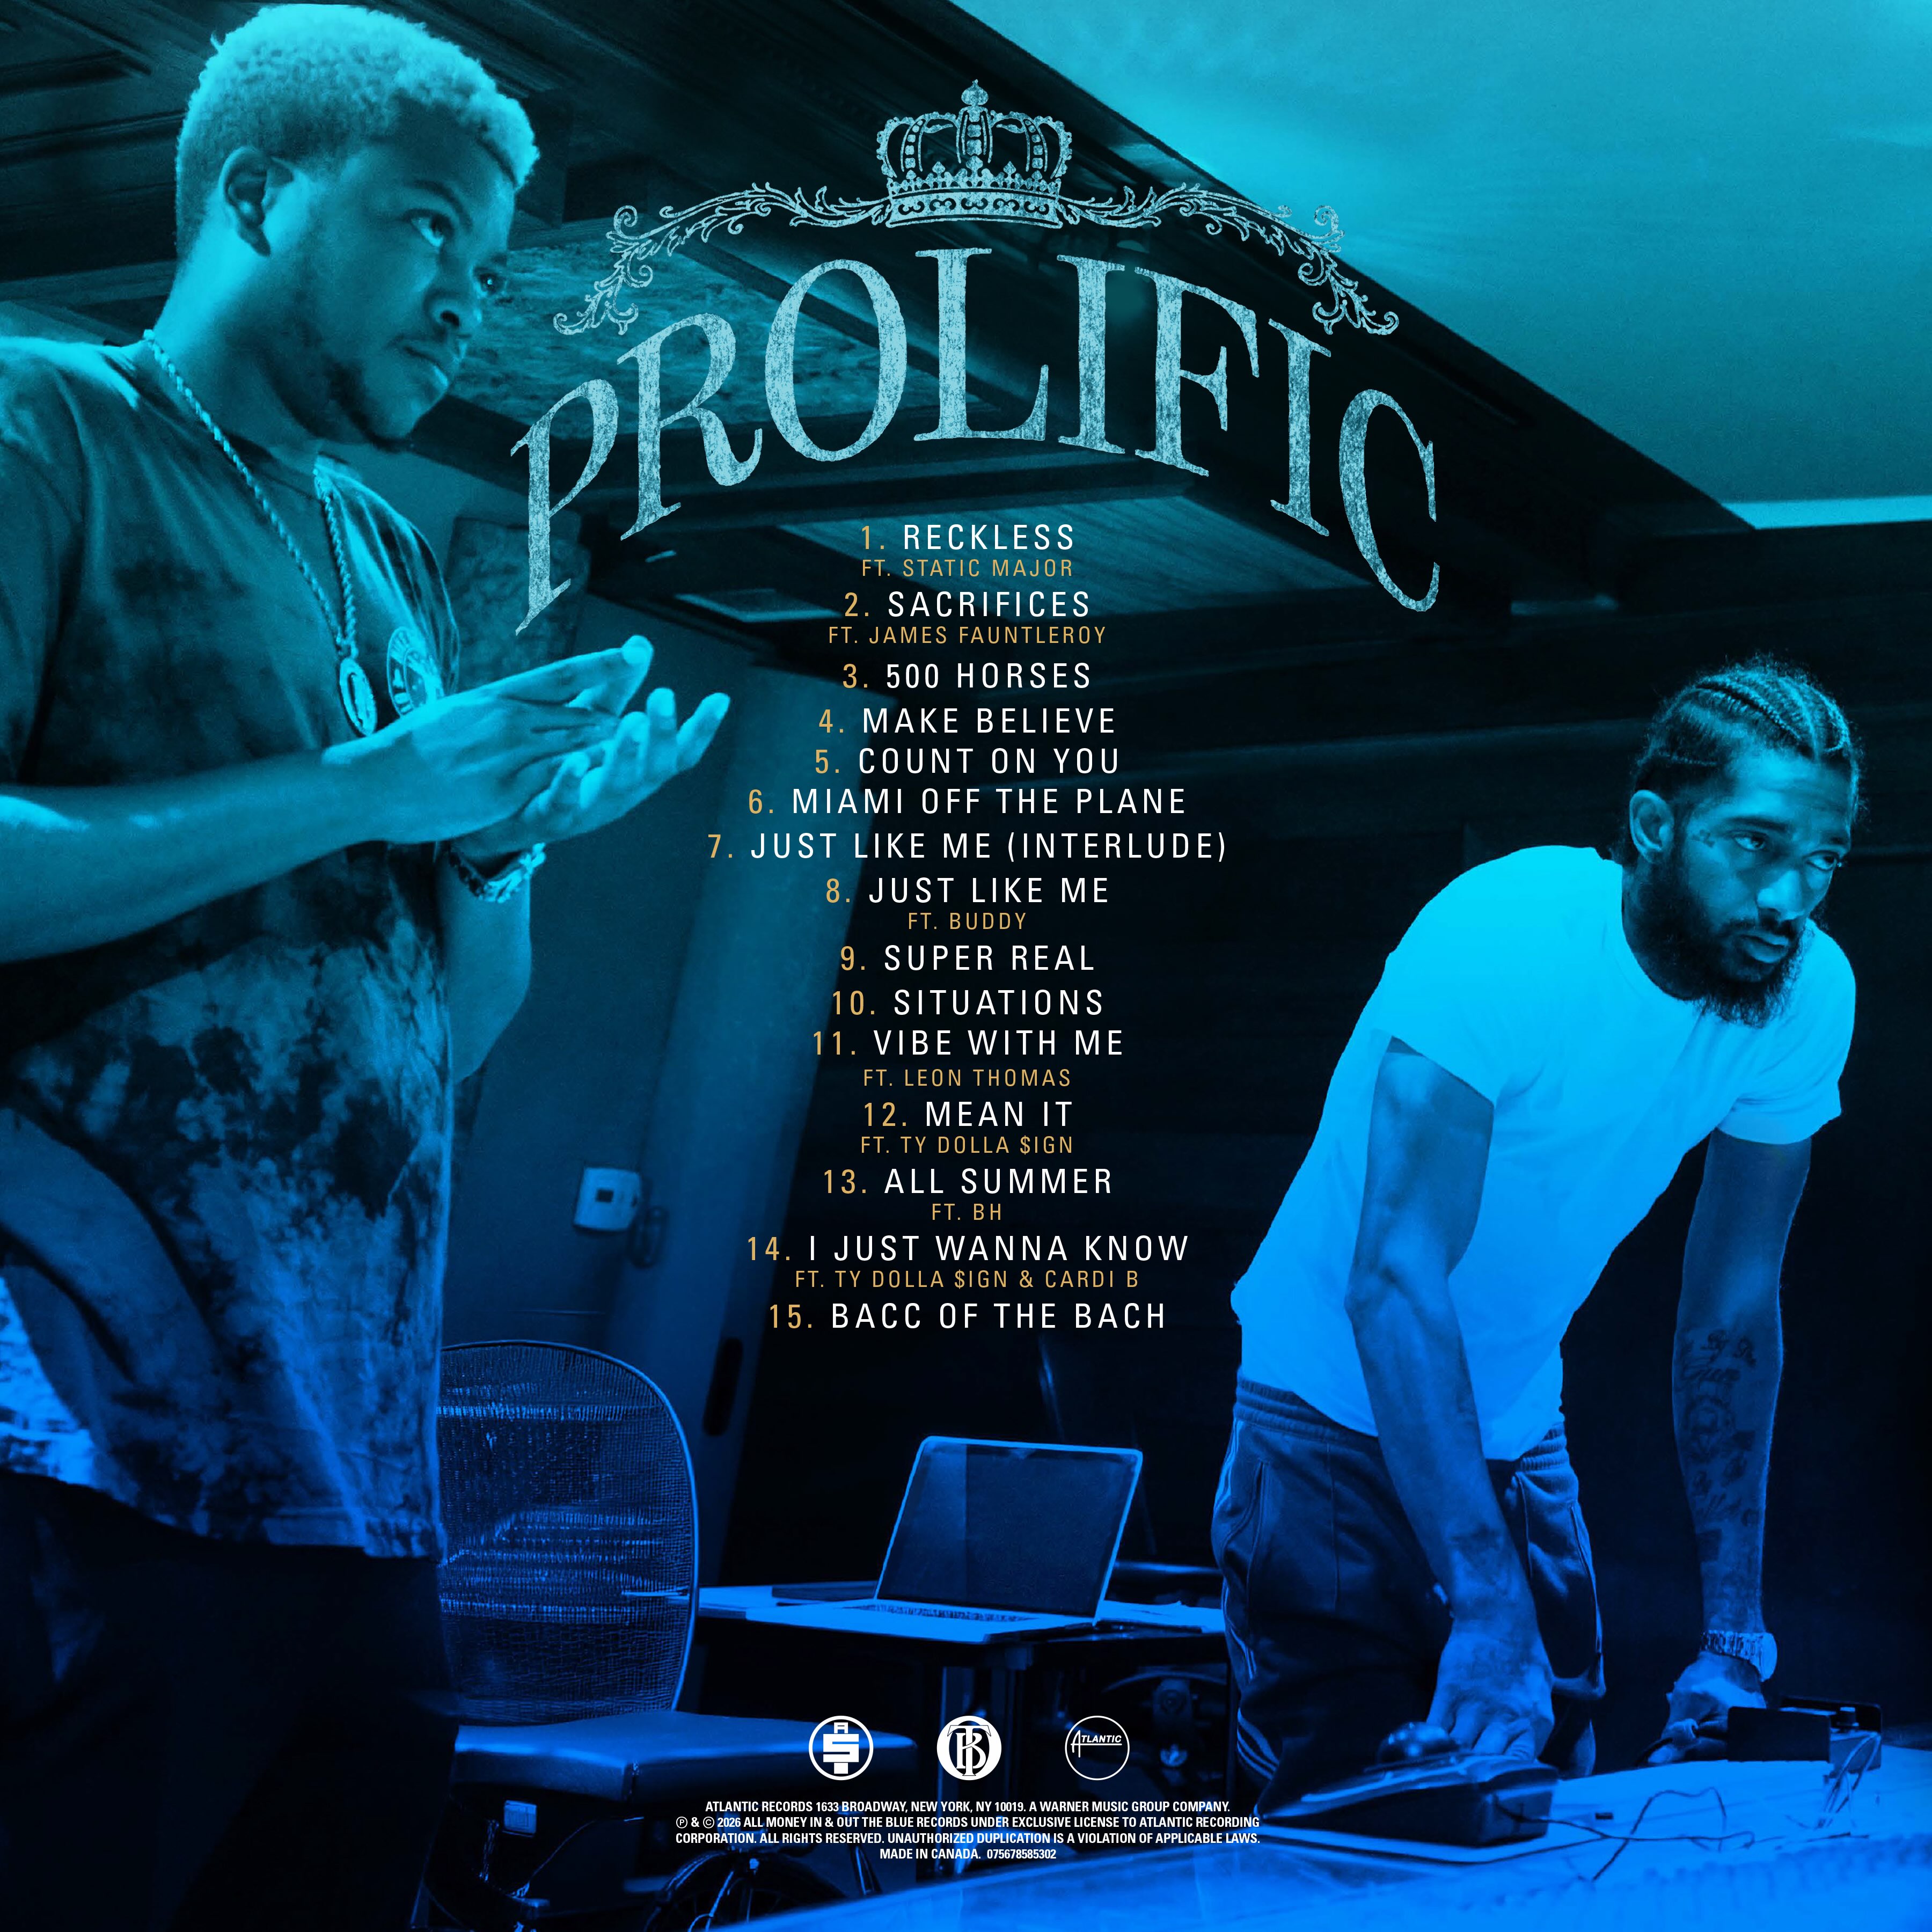 PROLIFIC
1. RECKLESS
FT. STATIC MAJOR
2. SACRIFICES
FT. JAMES FAUNTLEROY
3. 500 HORSES
4. MAKE BELIEVE
5. COUNT ON YOU
6. MIAMI OFF THE PLANE
7. JUST LIKE ME (INTERLUDE)
8. JUST LIKE ME
FT. BUDDY
9. SUPER REAL
10. SITUATIONS
11. VIBE WITH ME
FT. LEON THOMAS
12. MEAN IT
FT. TY DOLLA $IGN
13. ALL SUMMER
FT. BH
14. I JUST WANNA KNOW
FT. TY DOLLA $IGN & CARDI B
15. BACC OF THE BACH
ATLANTIC
ATLANTIC RECORDS 1633 BROADWAY, NEW YORK, NY 10019. A WARNER MUSIC GROUP COMPANY.
℗ & © 2026 ALL MONEY IN & OUT THE BLUE RECORDS UNDER EXCLUSIVE LICENSE TO ATLANTIC RECORDING
CORPORATION. ALL RIGHTS RESERVED. UNAUTHORIZED DUPLICATION IS A VIOLATION OF APPLICABLE LAWS.
MADE IN CANADA. 075678585302